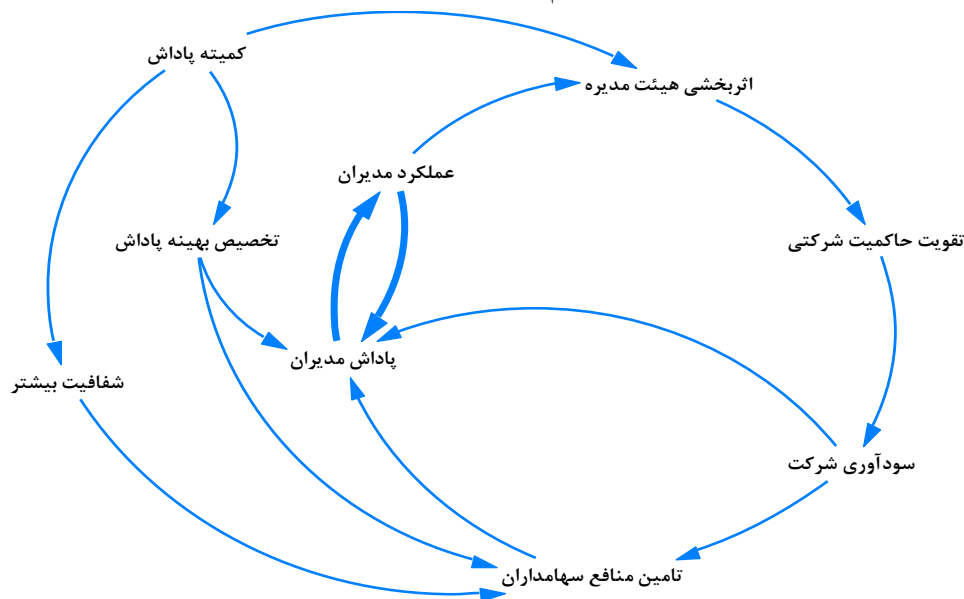 کمیته پاداش
اثربخشی هیئت مدیره
عملکرد مدیران
تخصیص بهینه پاداش
تقویت حاکمیت شرکتی
پاداش مدیران
شفافیت بیشتر
سودآوری شرکت
تامین منافع سهامداران